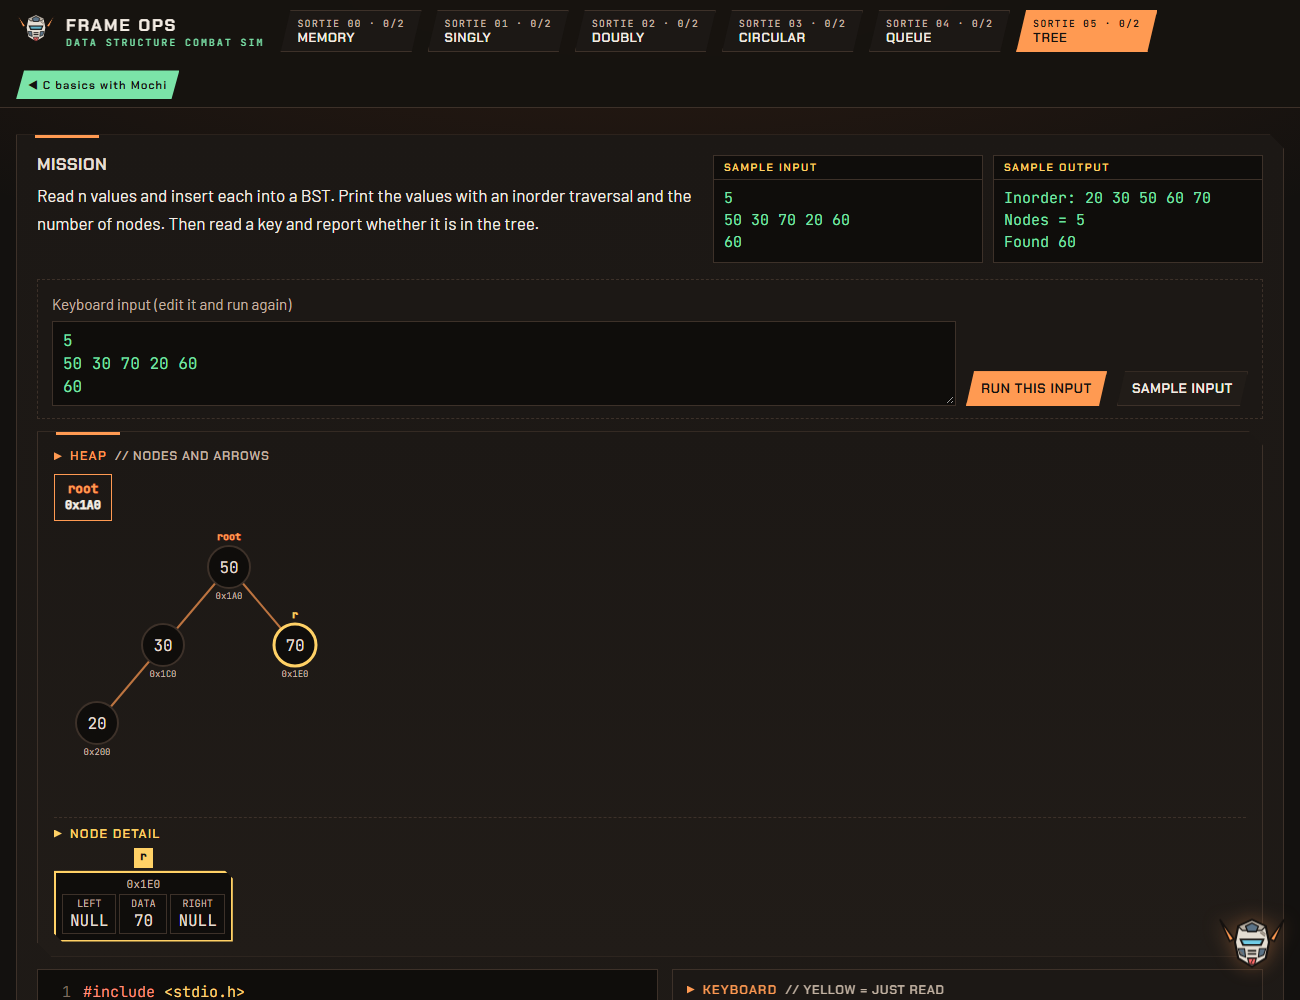 FRAME OPS
DATA STRUCTURE COMBAT SIM
SORTIE 00 · 0/2
MEMORY
SORTIE 01 · 0/2
SINGLY
SORTIE 02 · 0/2
DOUBLY
SORTIE 03 · 0/2
CIRCULAR
SORTIE 04 · 0/2
QUEUE
SORTIE 05 · 0/2
TREE
◀ C basics with Mochi
MISSION
Read n values and insert each into a BST. Print the values with an inorder traversal and the
number of nodes. Then read a key and report whether it is in the tree.
SAMPLE INPUT
5
50 30 70 20 60
60
SAMPLE OUTPUT
Inorder: 20 30 50 60 70
Nodes = 5
Found 60
Keyboard input (edit it and run again)
5
50 30 70 20 60
60
RUN THIS INPUT
SAMPLE INPUT
▶ HEAP // NODES AND ARROWS
root
0x1A0
root
50
0x1A0
30
0x1C0
r
70
0x1E0
20
0x200
▶ NODE DETAIL
r
0x1E0
LEFT DATA RIGHT
NULL 70 NULL
1 #include <stdio.h>
▶ KEYBOARD // YELLOW = JUST READ